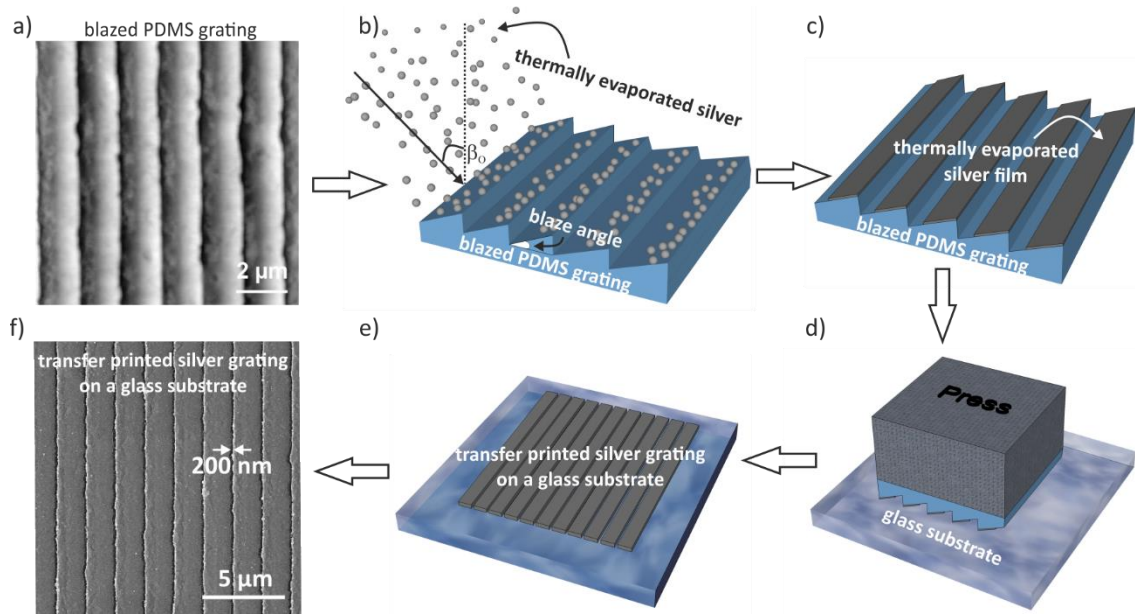 a)
blazed PDMS grating
2 μm
b)
thermally evaporated silver
βₒ
blaze angle
blazed PDMS grating
c)
thermally evaporated
silver film
blazed PDMS grating
f)
transfer printed silver grating
on a glass substrate
200 nm
5 μm
e)
transfer printed silver grating
on a glass substrate
d)
Press
glass substrate